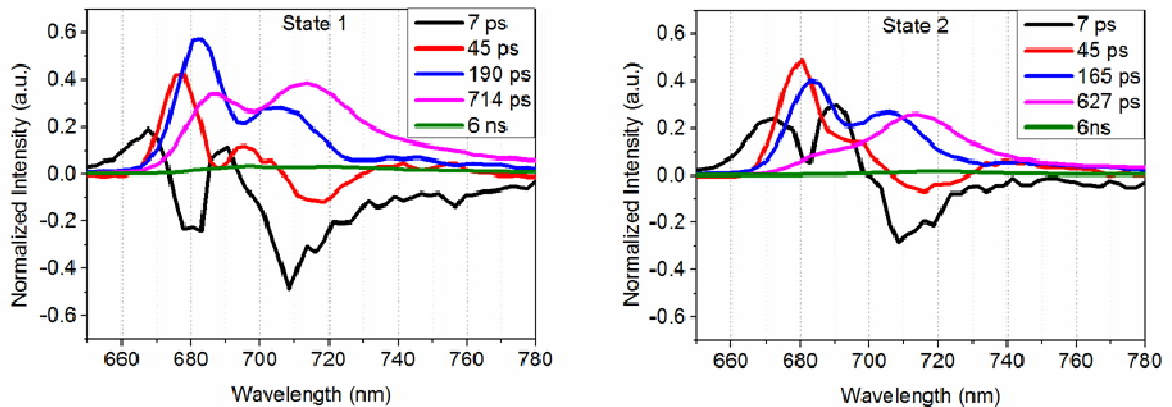 State 1
7 ps
45 ps
190 ps
714 ps
6 ns
0.6
0.4
0.2
0.0
-0.2
-0.4
-0.6
Normalized Intensity (a.u.)
660 680 700 720 740 760 780
Wavelength (nm)
State 2
7 ps
45 ps
165 ps
627 ps
6ns
0.6
0.4
0.2
0.0
-0.2
-0.4
-0.6
Normalized Intensity (a.u.)
660 680 700 720 740 760 780
Wavelength (nm)